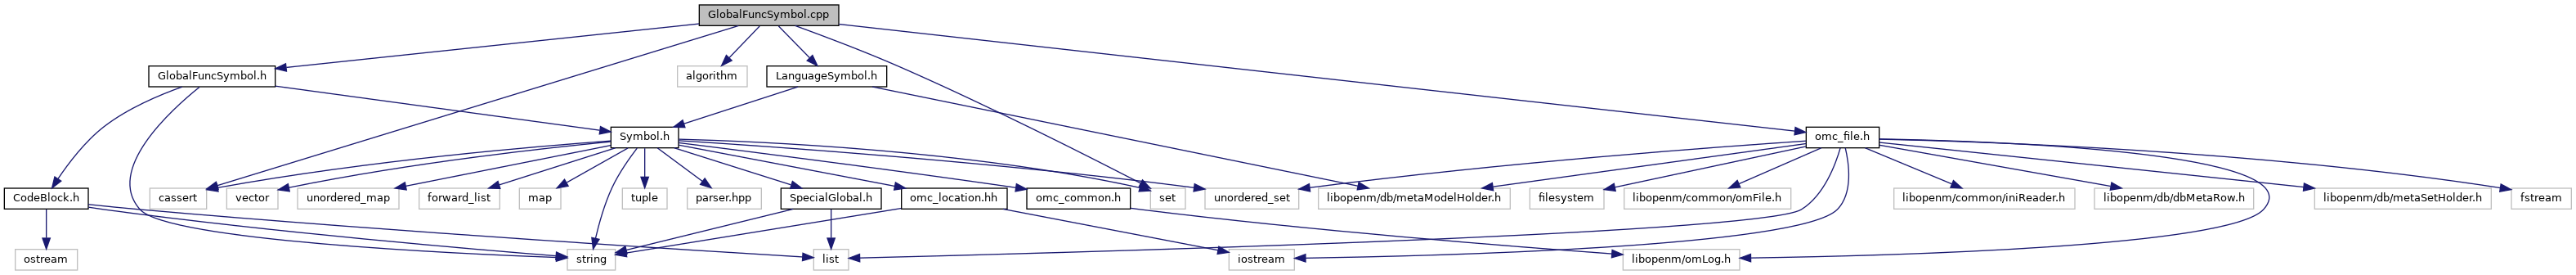 GlobalFuncSymbol.cpp
GlobalFuncSymbol.h
algorithm
LanguageSymbol.h
Symbol.h
omc_file.h
CodeBlock.h
cassert
vector
unordered_map
forward_list
map
tuple
parser.hpp
SpecialGlobal.h
omc_location.hh
omc_common.h
set
unordered_set
libopenm/db/metaModelHolder.h
filesystem
libopenm/common/omFile.h
libopenm/common/iniReader.h
libopenm/db/dbMetaRow.h
libopenm/db/metaSetHolder.h
fstream
ostream
string
list
iostream
libopenm/omLog.h